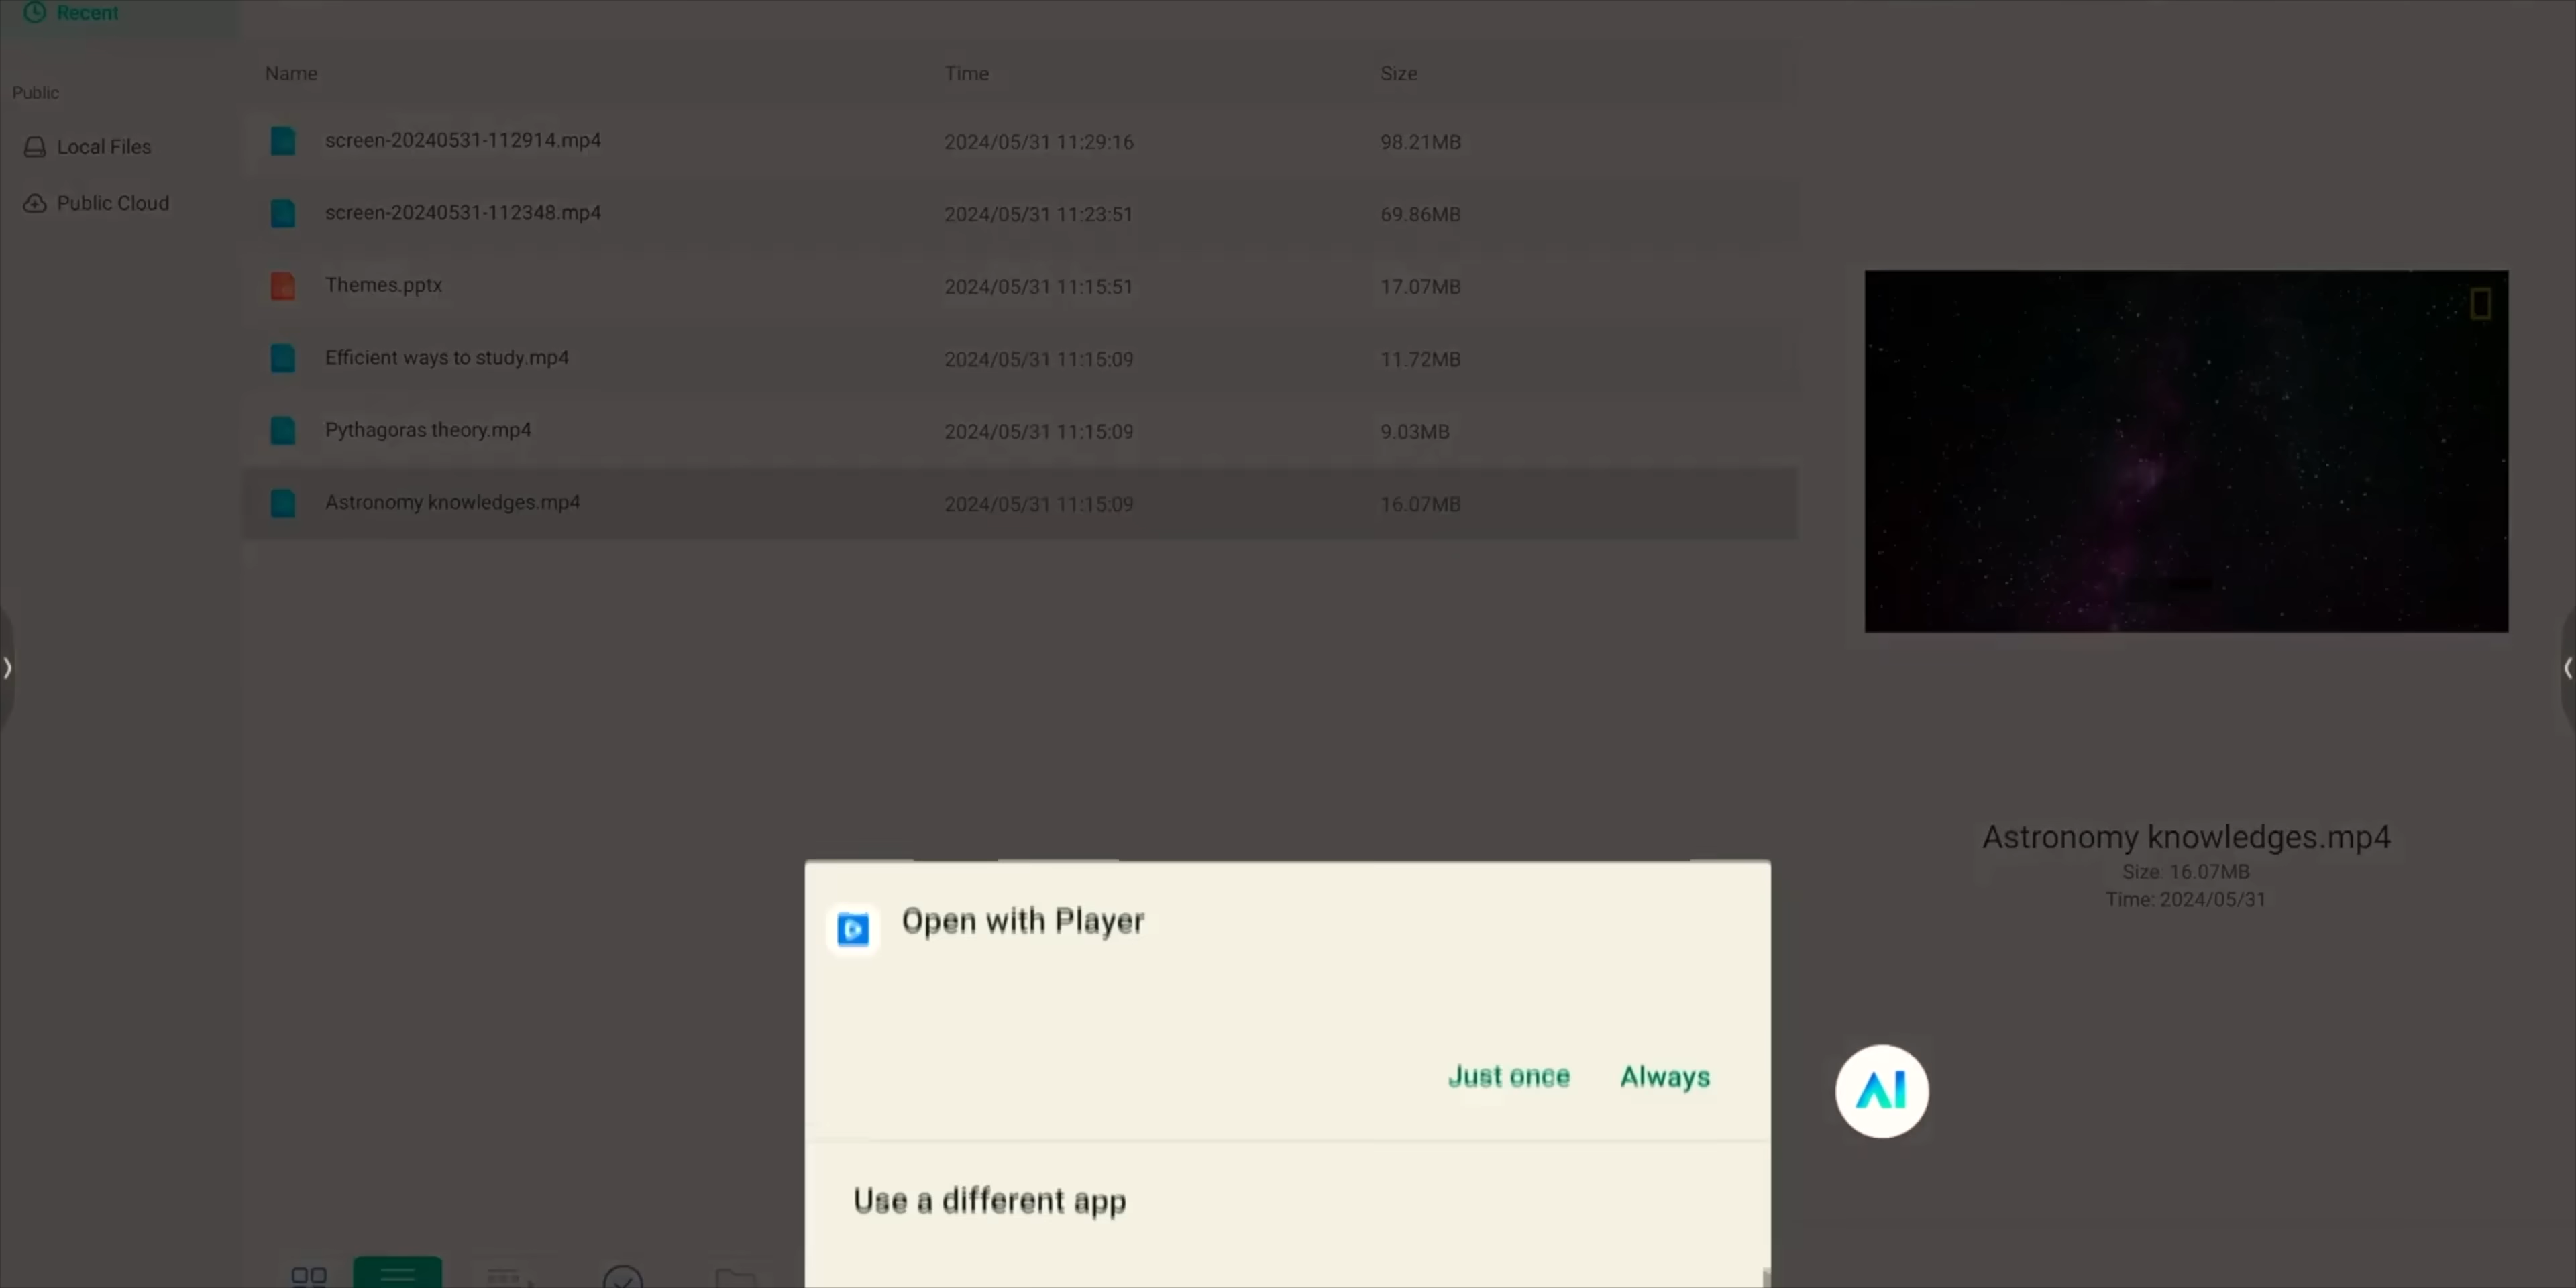 Recent
Name Time Size
Public
screen-20240531-112914.mp4 2024/05/31 11:29:16 98.21MB
Local Files
screen-20240531-112348.mp4 2024/05/31 11:23:51 69.86MB
Public Cloud
Themes.pptx 2024/05/31 11:15:51 17.07MB
Efficient ways to study.mp4 2024/05/31 11:15:09 11.72MB
Pythagoras theory.mp4 2024/05/31 11:15:09 9.03MB
Astronomy knowledges.mp4 2024/05/31 11:15:09 16.07MB
Astronomy knowledges.mp4
Size: 16.07MB
Time: 2024/05/31
Open with Player
Just once Always
AI
Use a different app